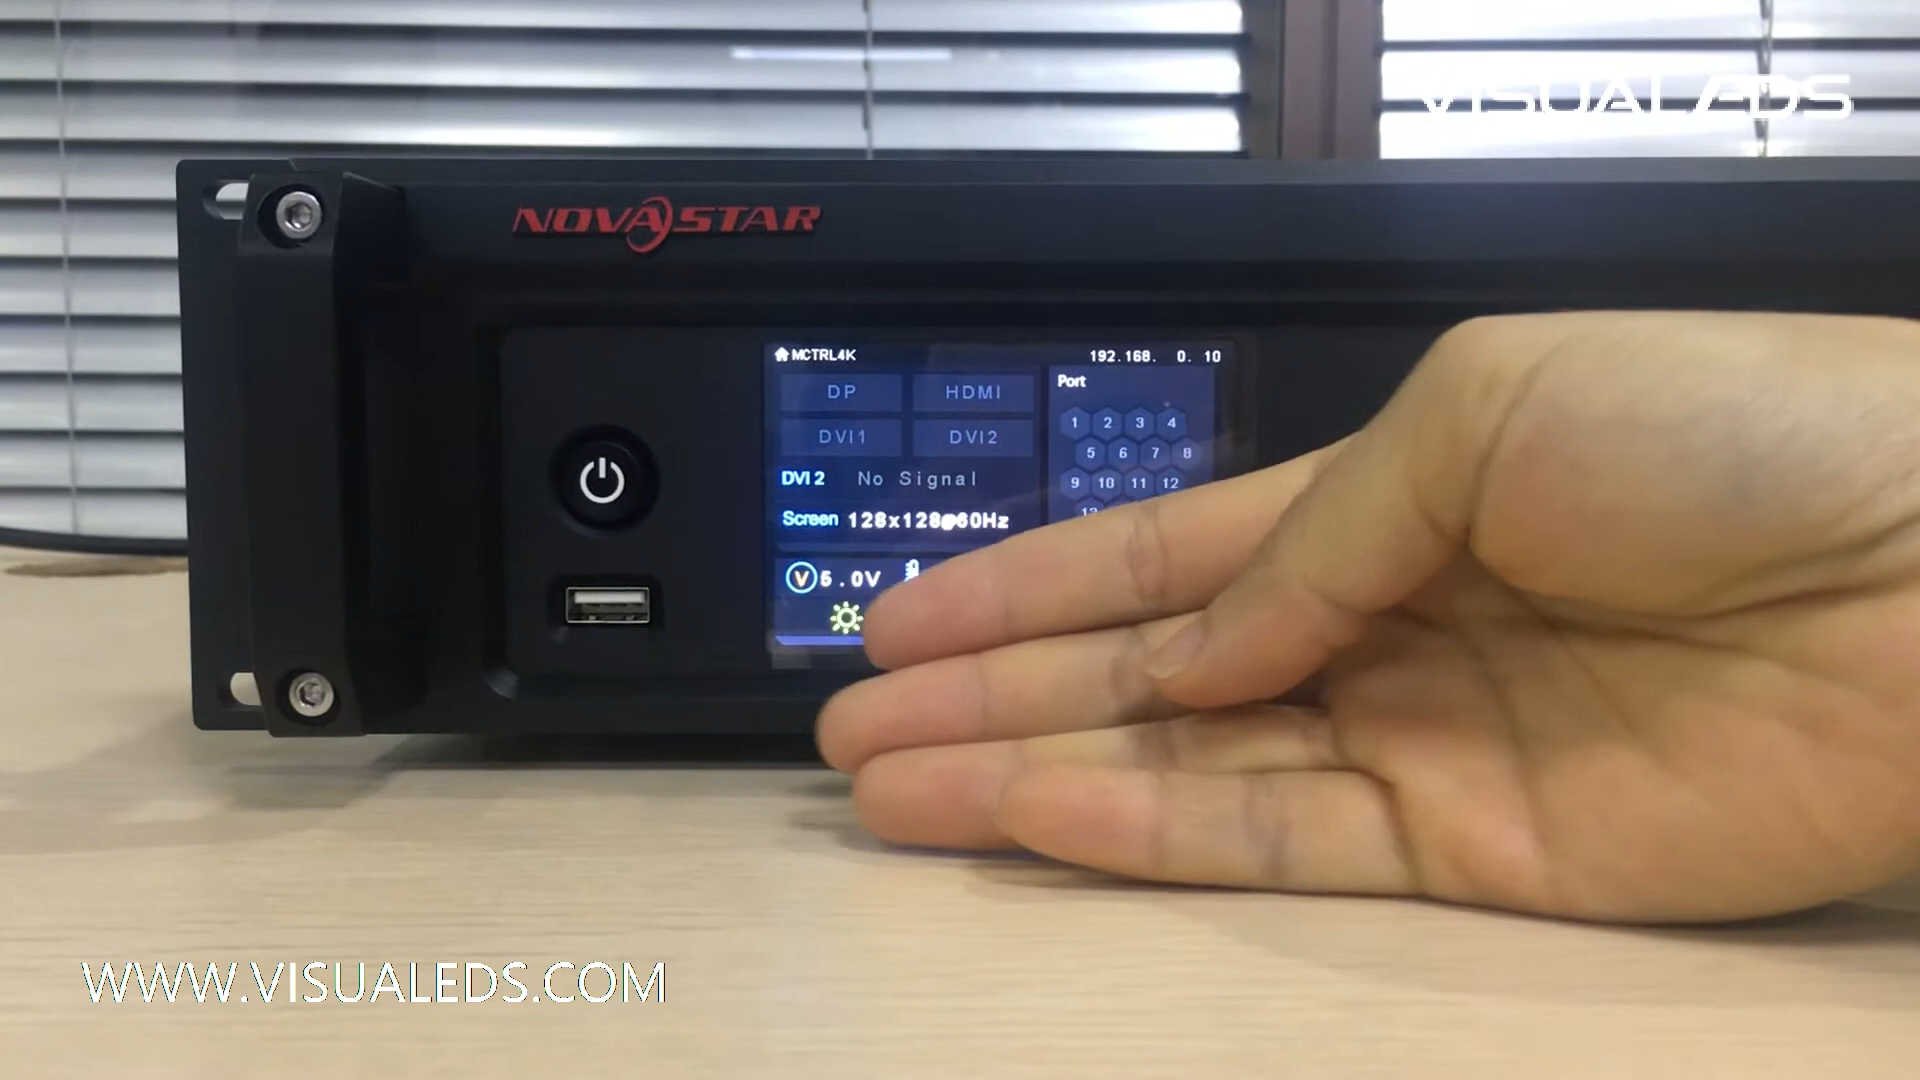 VISUALEDS
NOVASTAR
MCTRL4K 192.168. 0. 10
DP HDMI
DVI1 DVI2
DVI 2 No Signal
Screen 128x128@60Hz
V 5.0V
Port
1 2 3 4
5 6 7 8
9 10 11 12
WWW.VISUALEDS.COM